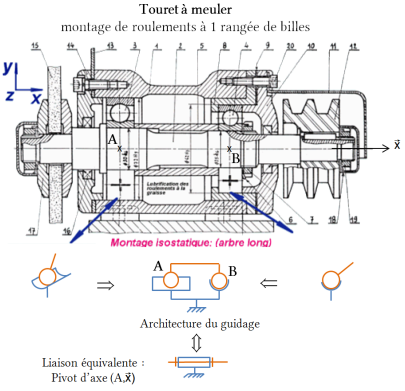 Touret à meuler
montage de roulements à 1 rangée de billes
15 14 13 3 1 2 5 8 4 9 20 10 11 12
y
z x
A
x
B
x
x⃗
Lubrification des
roulements à la
graisse
17 16 6 7 18 19
Montage isostatique: (arbre long)
A B
⇒ ⇐
Architecture du guidage
⇕
Liaison équivalente :
Pivot d'axe (A,x⃗)